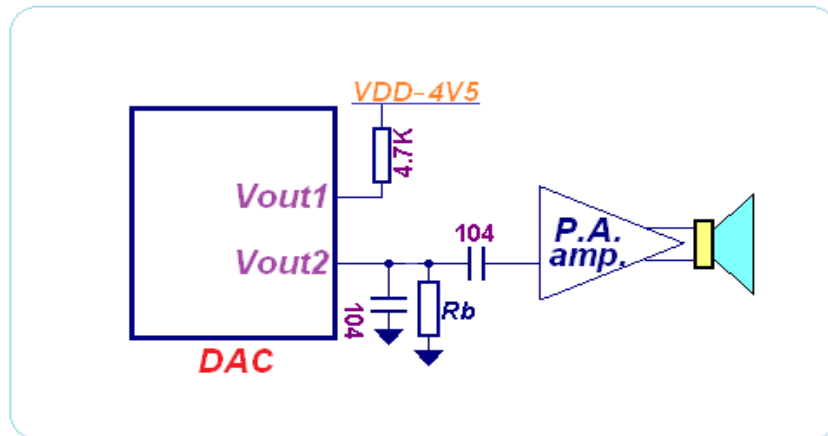 VDD-4V5
4.7K
Vout1
Vout2
104
104
Rb
P.A.
amp.
DAC